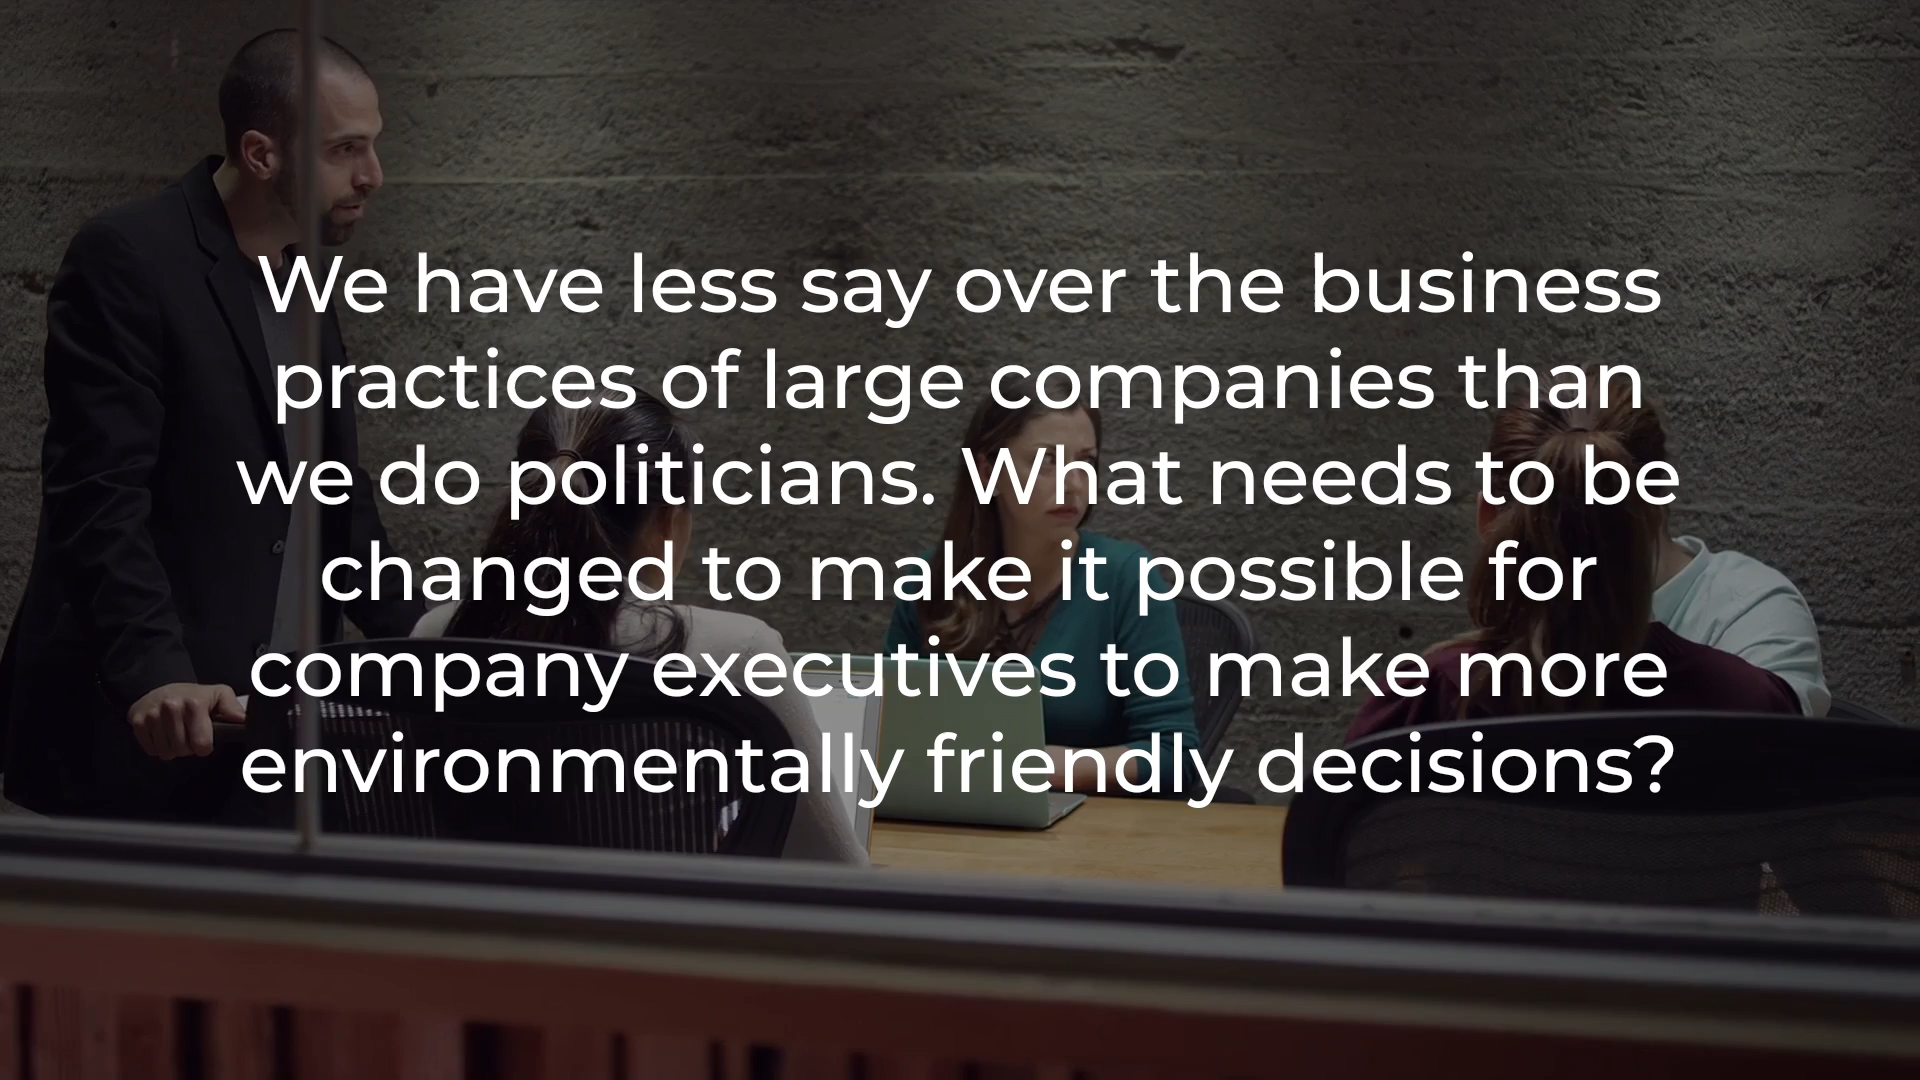 We have less say over the business
practices of large companies than
we do politicians. What needs to be
changed to make it possible for
company executives to make more
environmentally friendly decisions?